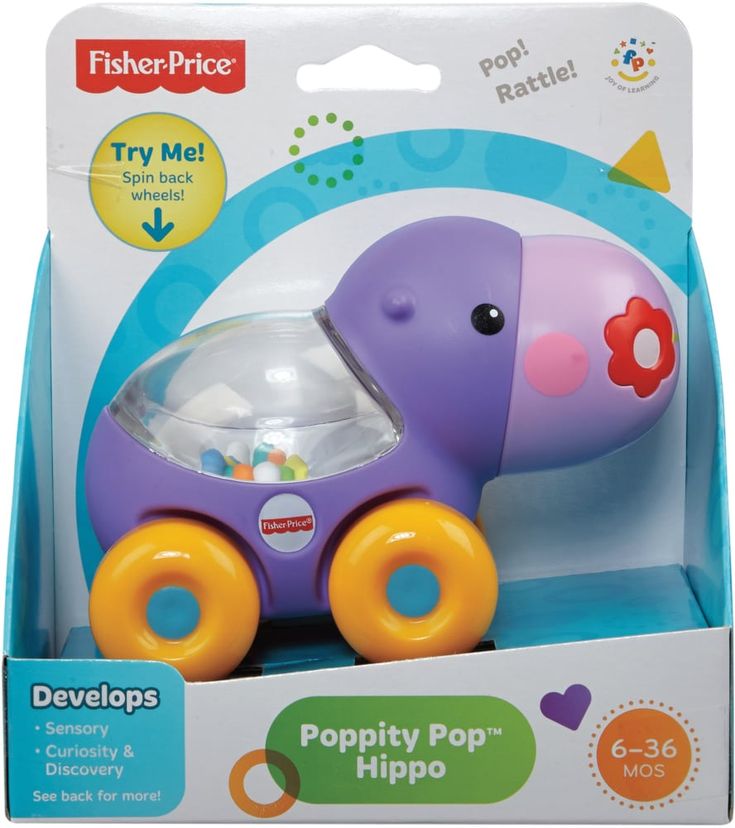 Fisher-Price®
Pop!
Rattle!
fp
JOY OF LEARNING
Try Me!
Spin back
wheels!
Fisher-Price®
Develops
• Sensory
• Curiosity &
Discovery
See back for more!
Poppity Pop™
Hippo
6–36
MOS